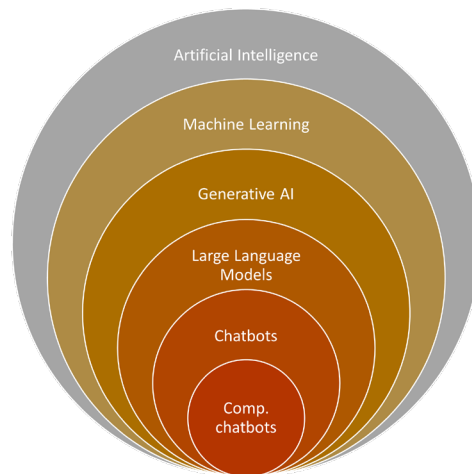 Artificial Intelligence
Machine Learning
Generative AI
Large Language
Models
Chatbots
Comp.
chatbots